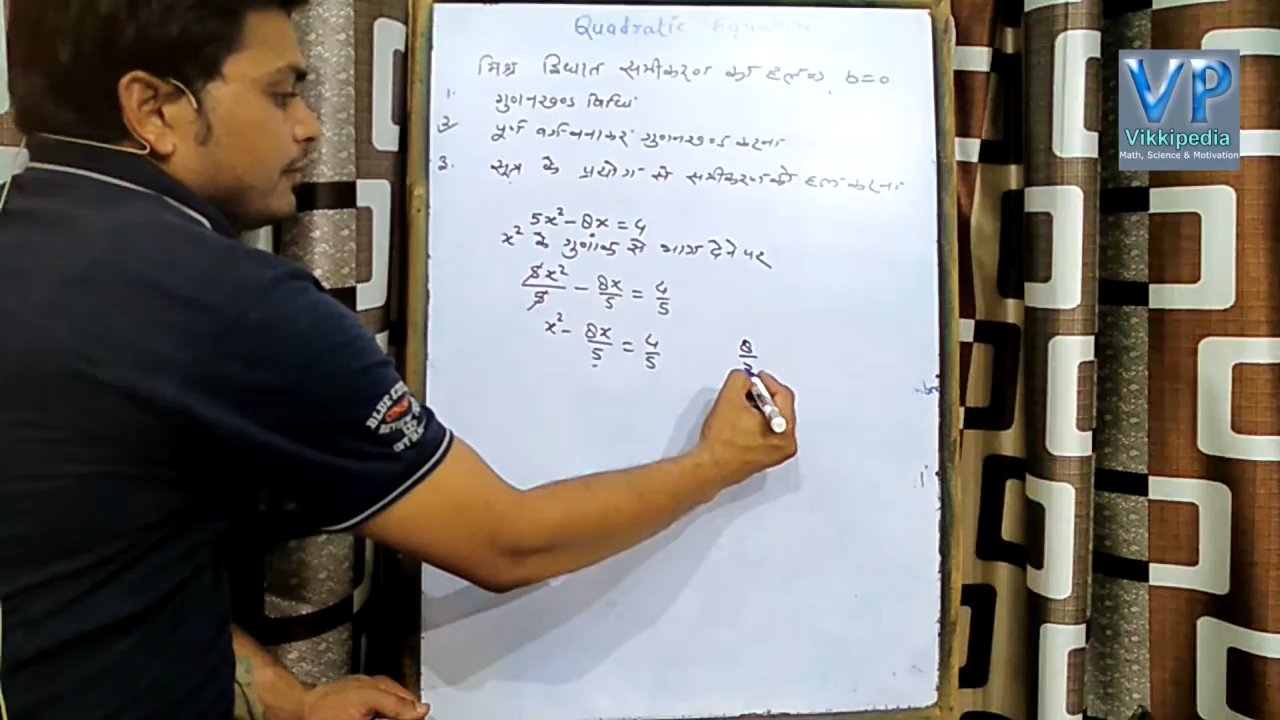 Quadratic Equation
मिश्र द्विघात समीकरण का हल b=0
1. गुणनखण्ड विधि
2. पूर्ण वर्ग बनाकर गुणनखण्ड करना
3. सूत्र के प्रयोग से समीकरण को हल करना
5x² - 8x = 4
x² के गुणांक से भाग देने पर
5x²/5 - 8x/5 = 4/5
x² - 8x/5 = 4/5
8
VP
Vikkipedia
Math, Science & Motivation